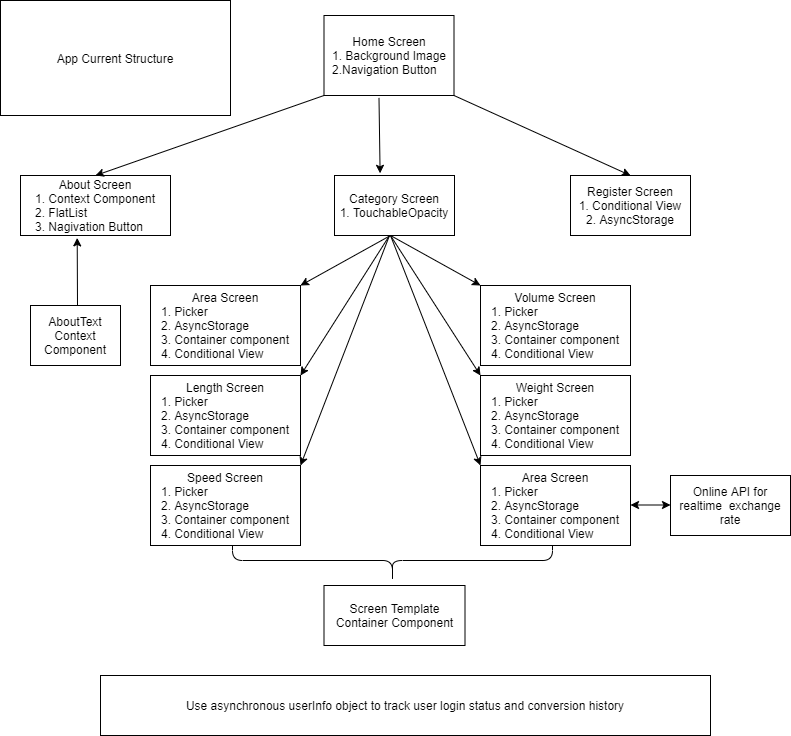 App Current Structure
Home Screen
1. Background Image
2.Navigation Button
About Screen
1. Context Component
2. FlatList
3. Nagivation Button
Category Screen
1. TouchableOpacity
Register Screen
1. Conditional View
2. AsyncStorage
AboutText
Context
Component
Area Screen
1. Picker
2. AsyncStorage
3. Container component
4. Conditional View
Volume Screen
1. Picker
2. AsyncStorage
3. Container component
4. Conditional View
Length Screen
1. Picker
2. AsyncStorage
3. Container component
4. Conditional View
Weight Screen
1. Picker
2. AsyncStorage
3. Container component
4. Conditional View
Speed Screen
1. Picker
2. AsyncStorage
3. Container component
4. Conditional View
Area Screen
1. Picker
2. AsyncStorage
3. Container component
4. Conditional View
Online API for
realtime exchange
rate
Screen Template
Container Component
Use asynchronous userInfo object to track user login status and conversion history